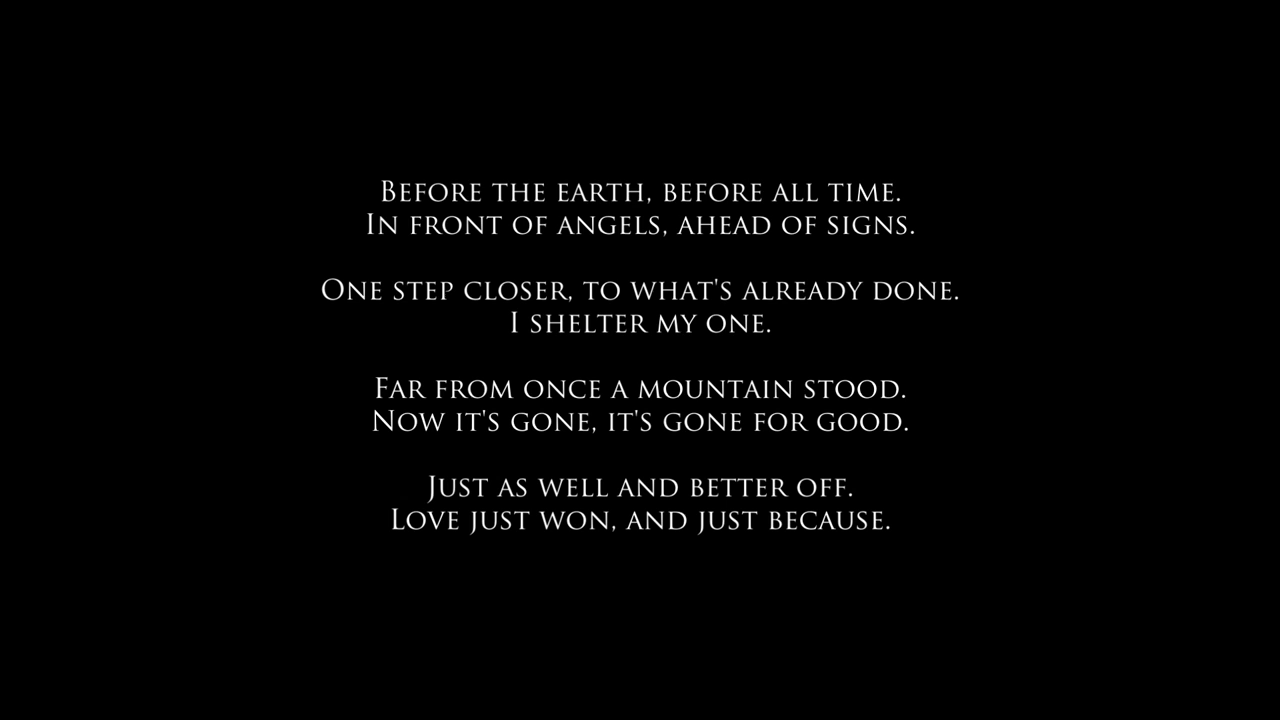 Before the earth, before all time.
In front of angels, ahead of signs.
One step closer, to what's already done.
I shelter my one.
Far from once a mountain stood.
Now it's gone, it's gone for good.
Just as well and better off.
Love just won, and just because.